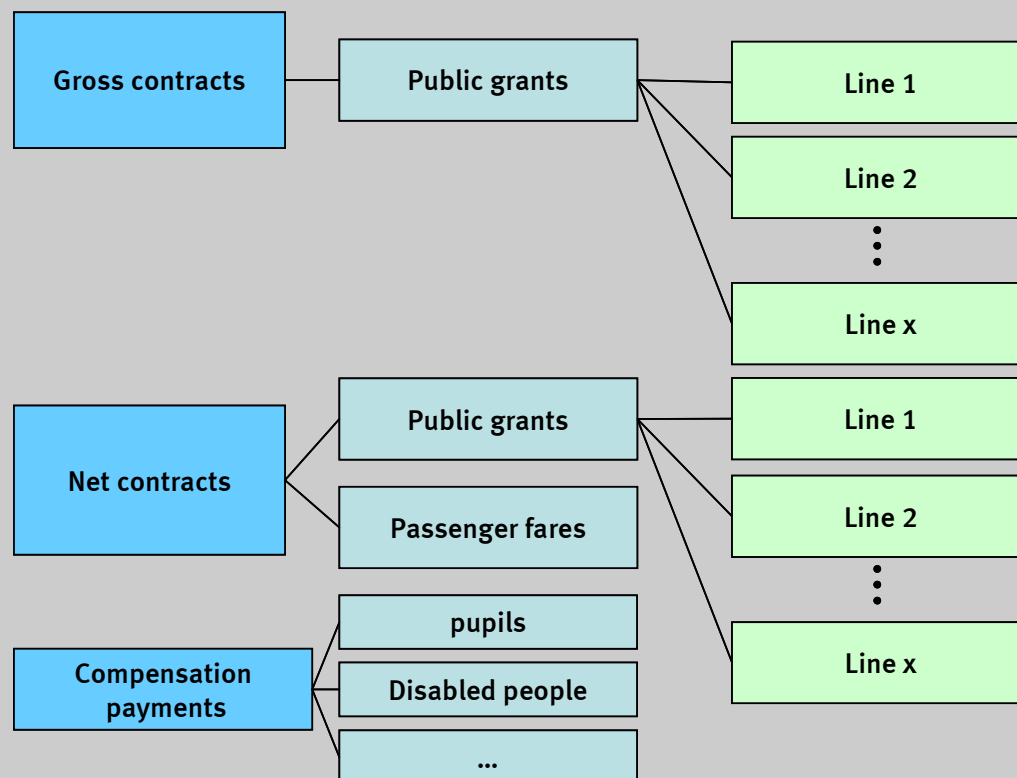 Gross contracts
Public grants
Line 1
Line 2
Line x
Net contracts
Public grants
Passenger fares
Line 1
Line 2
Line x
Compensation
payments
pupils
Disabled people
...